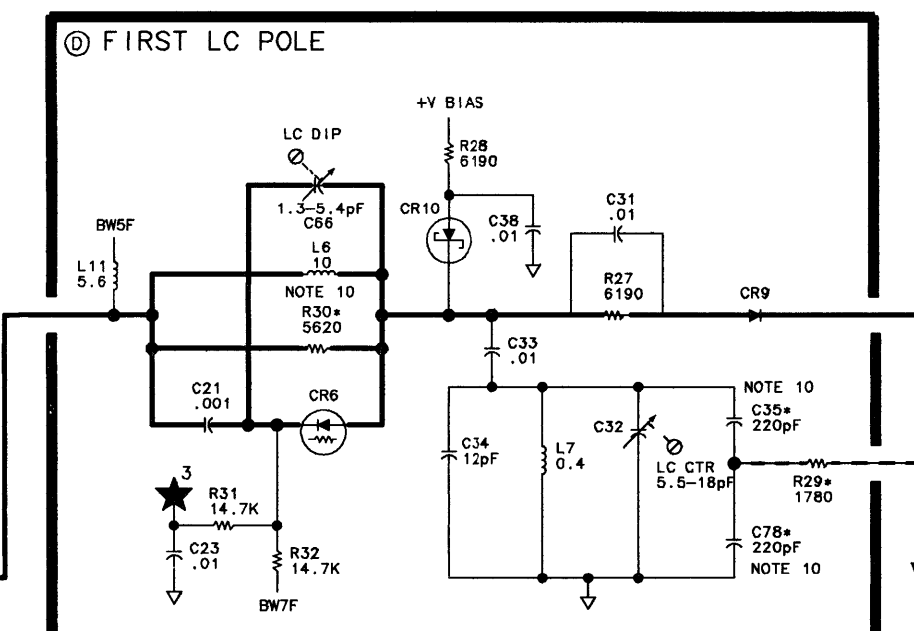 D FIRST LC POLE
+V BIAS
LC DIP
R28
6190
1.3-5.4pF
C66
CR10
C38
.01
C31
.01
BW5F
L11
5.6
L6
10
NOTE 10
R30*
5620
R27
6190
CR9
C33
.01
C21
.001
CR6
NOTE 10
C35*
220pF
C34
12pF
L7
0.4
C32
LC CTR
5.5-18pF
R29*
1780
3
R31
14.7K
C23
.01
R32
14.7K
BW7F
C78*
220pF
NOTE 10